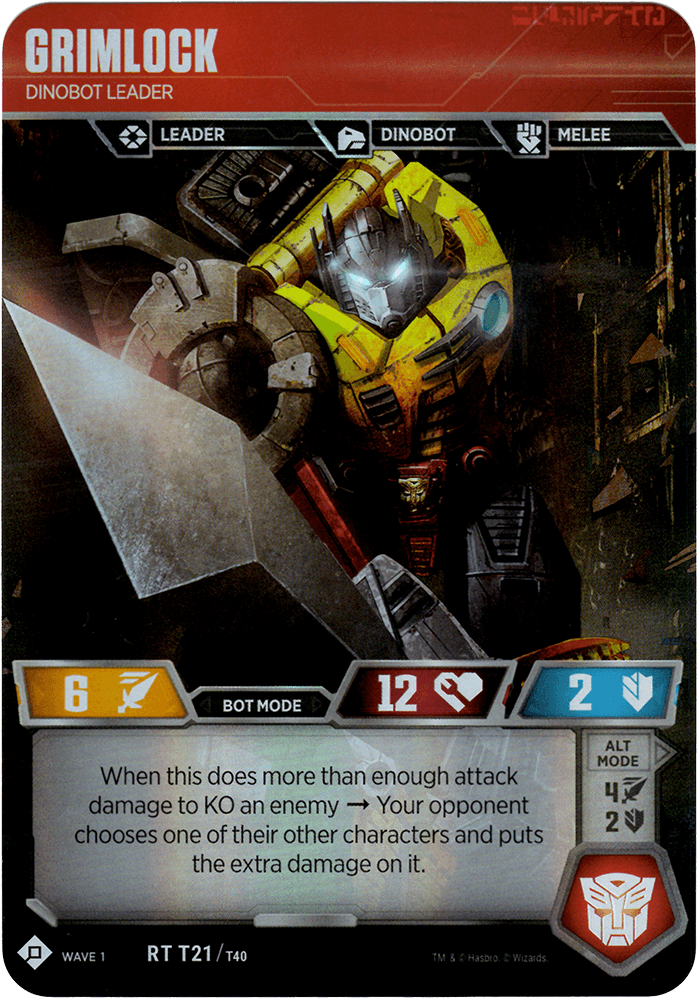 GRIMLOCK
DINOBOT LEADER
LEADER DINOBOT MELEE
6 BOT MODE 12 2
When this does more than enough attack
damage to KO an enemy → Your opponent
chooses one of their other characters and puts
the extra damage on it.
ALT
MODE
4
2
WAVE 1 RT T21/T40 TM & © Hasbro. © Wizards.